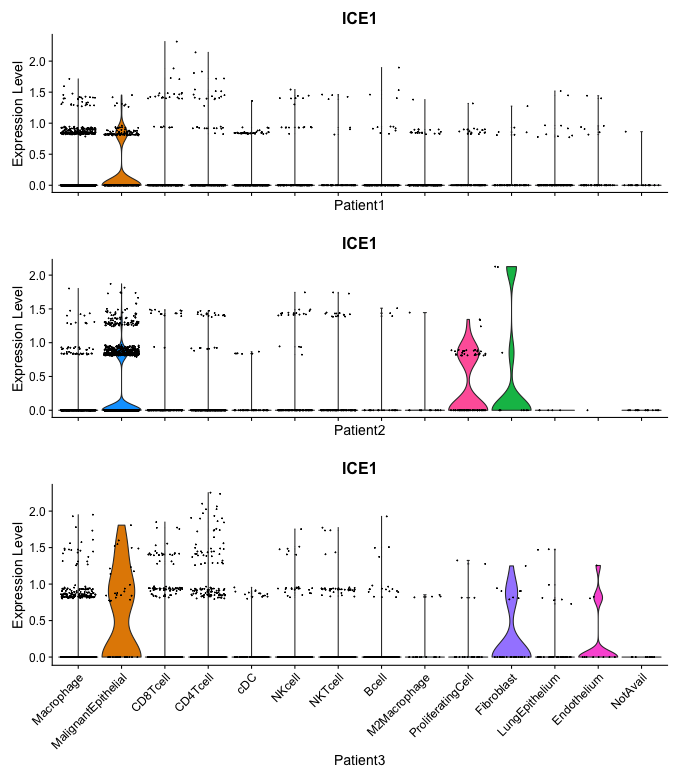 ICE1
Expression Level
2.0
1.5
1.0
0.5
0.0
Patient1
ICE1
Expression Level
2.0
1.5
1.0
0.5
0.0
Patient2
ICE1
Expression Level
2.0
1.5
1.0
0.5
0.0
Macrophage
MalignantEpithelial
CD8Tcell
CD4Tcell
cDC
NKcell
NKTcell
Bcell
M2Macrophage
ProliferatingCell
Fibroblast
LungEpithelium
Endothelium
NotAvail
Patient3